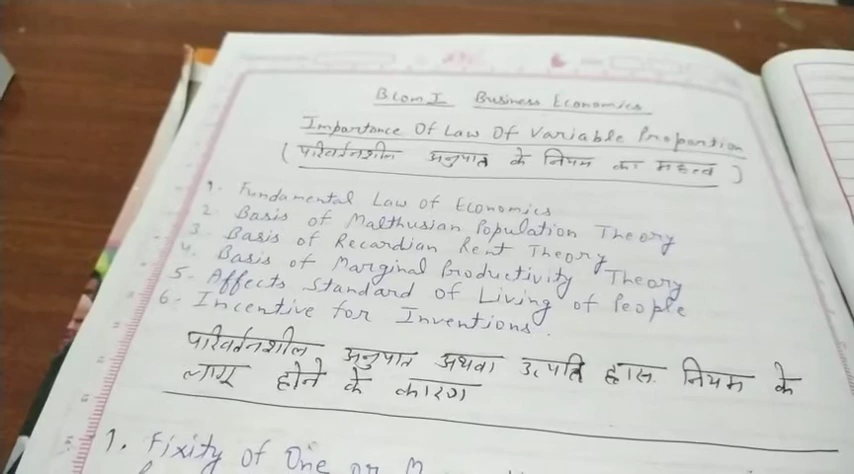 BCom I Business Economics
Importance Of Law Of Variable Proportion
(परिवर्तनशील अनुपात के नियम का महत्व)
1. Fundamental Law of Economics
2. Basis of Malthusian Population Theory
3. Basis of Recardian Rent Theory
4. Basis of Marginal Productivity Theory
5- Affects Standard of Living of People
6- Incentive for Inventions.
परिवर्तनशील अनुपात अथवा उत्पति ह्रास नियम के
लागू होने के कारण
1. Fixity of One or